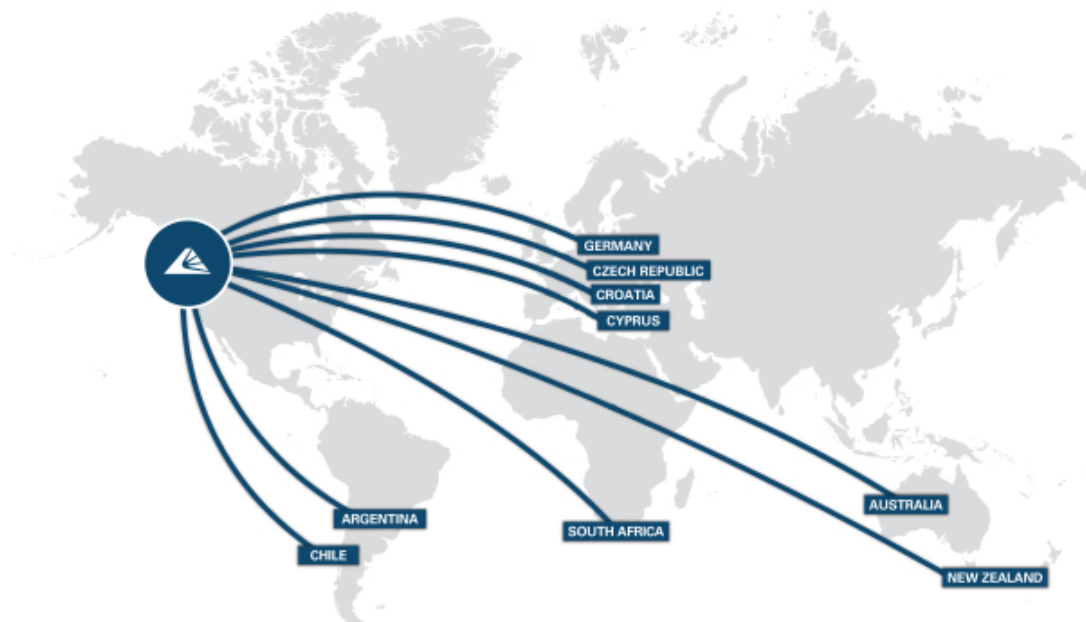 GERMANY
CZECH REPUBLIC
CROATIA
CYPRUS
AUSTRALIA
ARGENTINA
SOUTH AFRICA
CHILE
NEW ZEALAND